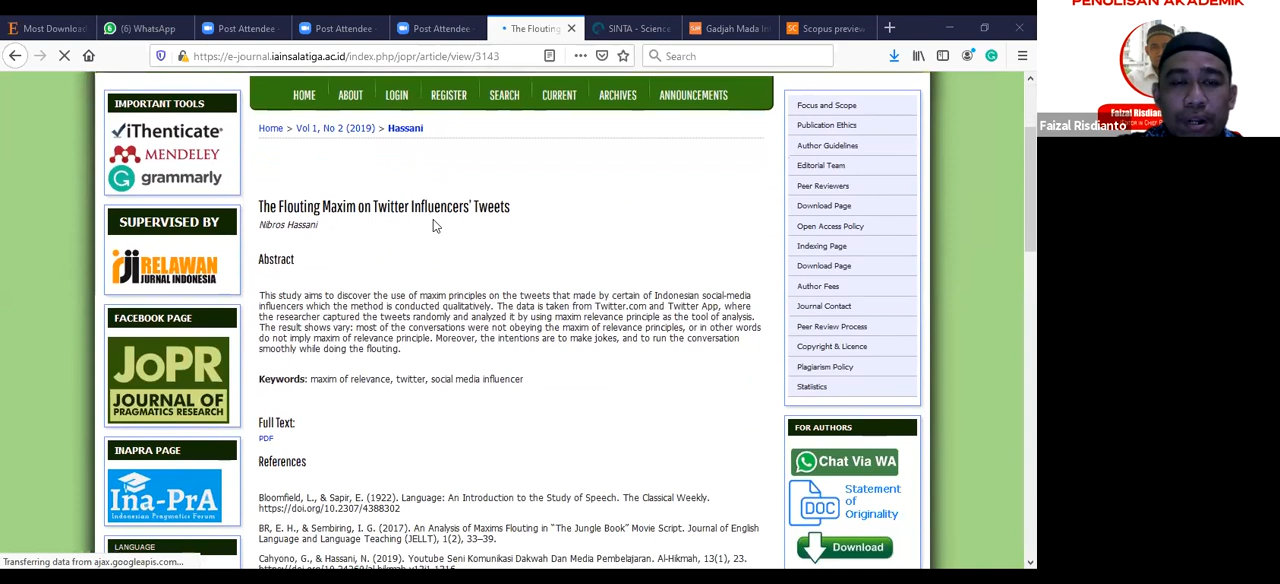 Most Download
(6) WhatsApp
Post Attendee -
Post Attendee -
Post Attendee -
The Flouting
SINTA - Science
Gadjah Mada Ini
Scopus preview
https://e-journal.iainsalatiga.ac.id/index.php/jopr/article/view/3143
Search
PENULISAN AKADEMIK
Faizal Risdianto
Faizal Risdianto
HOME
ABOUT
LOGIN
REGISTER
SEARCH
CURRENT
ARCHIVES
ANNOUNCEMENTS
IMPORTANT TOOLS
iThenticate®
MENDELEY
grammarly
SUPERVISED BY
RELAWAN
JURNAL INDONESIA
FACEBOOK PAGE
JoPR
JOURNAL OF
PRAGMATICS RESEARCH
INAPRA PAGE
Ina-PrA
Indonesian Pragmatics Forum
LANGUAGE
Home > Vol 1, No 2 (2019) > Hassani
The Flouting Maxim on Twitter Influencers' Tweets
Nibros Hassani
Abstract
This study aims to discover the use of maxim principles on the tweets that made by certain of Indonesian social-media
influencers which the method is conducted qualitatively. The data is taken from Twitter.com and Twitter App, where
the researcher captured the tweets randomly and analyzed it by using maxim relevance principle as the tool of analysis.
The result shows vary: most of the conversations were not obeying the maxim of relevance principles, or in other words
do not imply maxim of relevance principle. Moreover, the intentions are to make jokes, and to run the conversation
smoothly while doing the flouting.
Keywords: maxim of relevance, twitter, social media influencer
Full Text:
PDF
References
Bloomfield, L., & Sapir, E. (1922). Language: An Introduction to the Study of Speech. The Classical Weekly.
https://doi.org/10.2307/4388302
BR, E. H., & Sembiring, I. G. (2017). An Analysis of Maxims Flouting in "The Jungle Book" Movie Script. Journal of English
Language and Language Teaching (JELLT), 1(2), 33–39.
Cahyono, G., & Hassani, N. (2019). Youtube Seni Komunikasi Dakwah Dan Media Pembelajaran. Al-Hikmah, 13(1), 23.
Focus and Scope
Publication Ethics
Author Guidelines
Editorial Team
Peer Reviewers
Download Page
Open Access Policy
Indexing Page
Download Page
Author Fees
Journal Contact
Peer Review Process
Copyright & Licence
Plagiarism Policy
Statiistics
FOR AUTHORS
Chat Via WA
DOC
Statement
of
Originality
Download
Transferring data from ajax.googleapis.com...